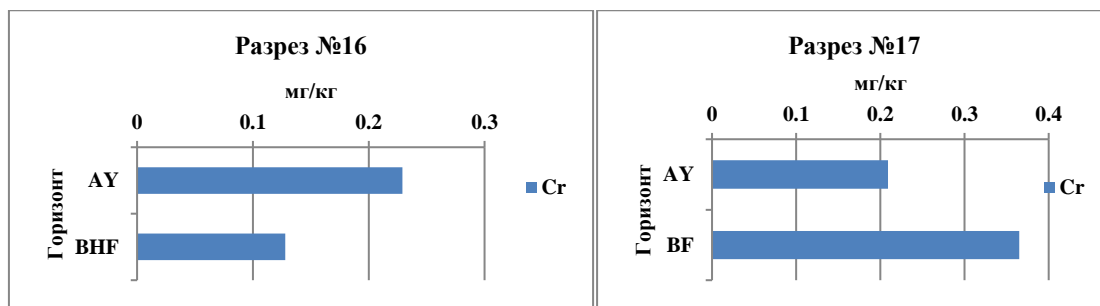 Разрез №16
мг/кг
0 0.1 0.2 0.3
AY
BHF
Горизонт
Cr
Разрез №17
мг/кг
0 0.1 0.2 0.3 0.4
AY
BF
Горизонт
Cr